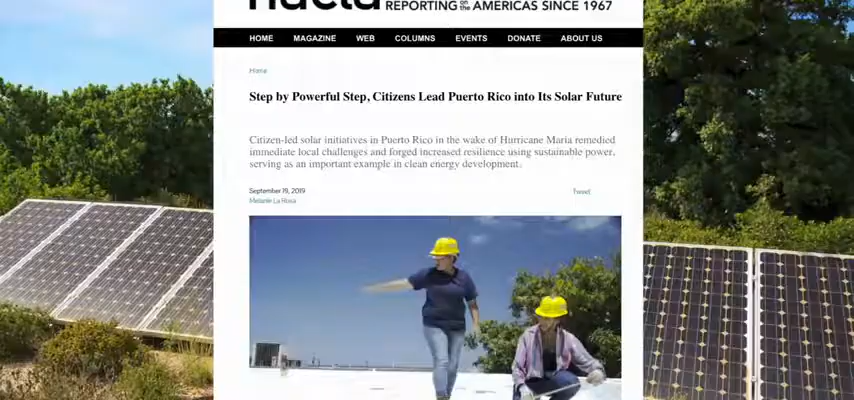 nacla REPORTING on the AMERICAS SINCE 1967
HOME MAGAZINE WEB COLUMNS EVENTS DONATE ABOUT US
Home
Step by Powerful Step, Citizens Lead Puerto Rico into Its Solar Future
Citizen-led solar initiatives in Puerto Rico in the wake of Hurricane Maria remedied
immediate local challenges and forged increased resilience using sustainable power,
serving as an important example in clean energy development.
September 19, 2019
Tweet
Melanie La Rosa